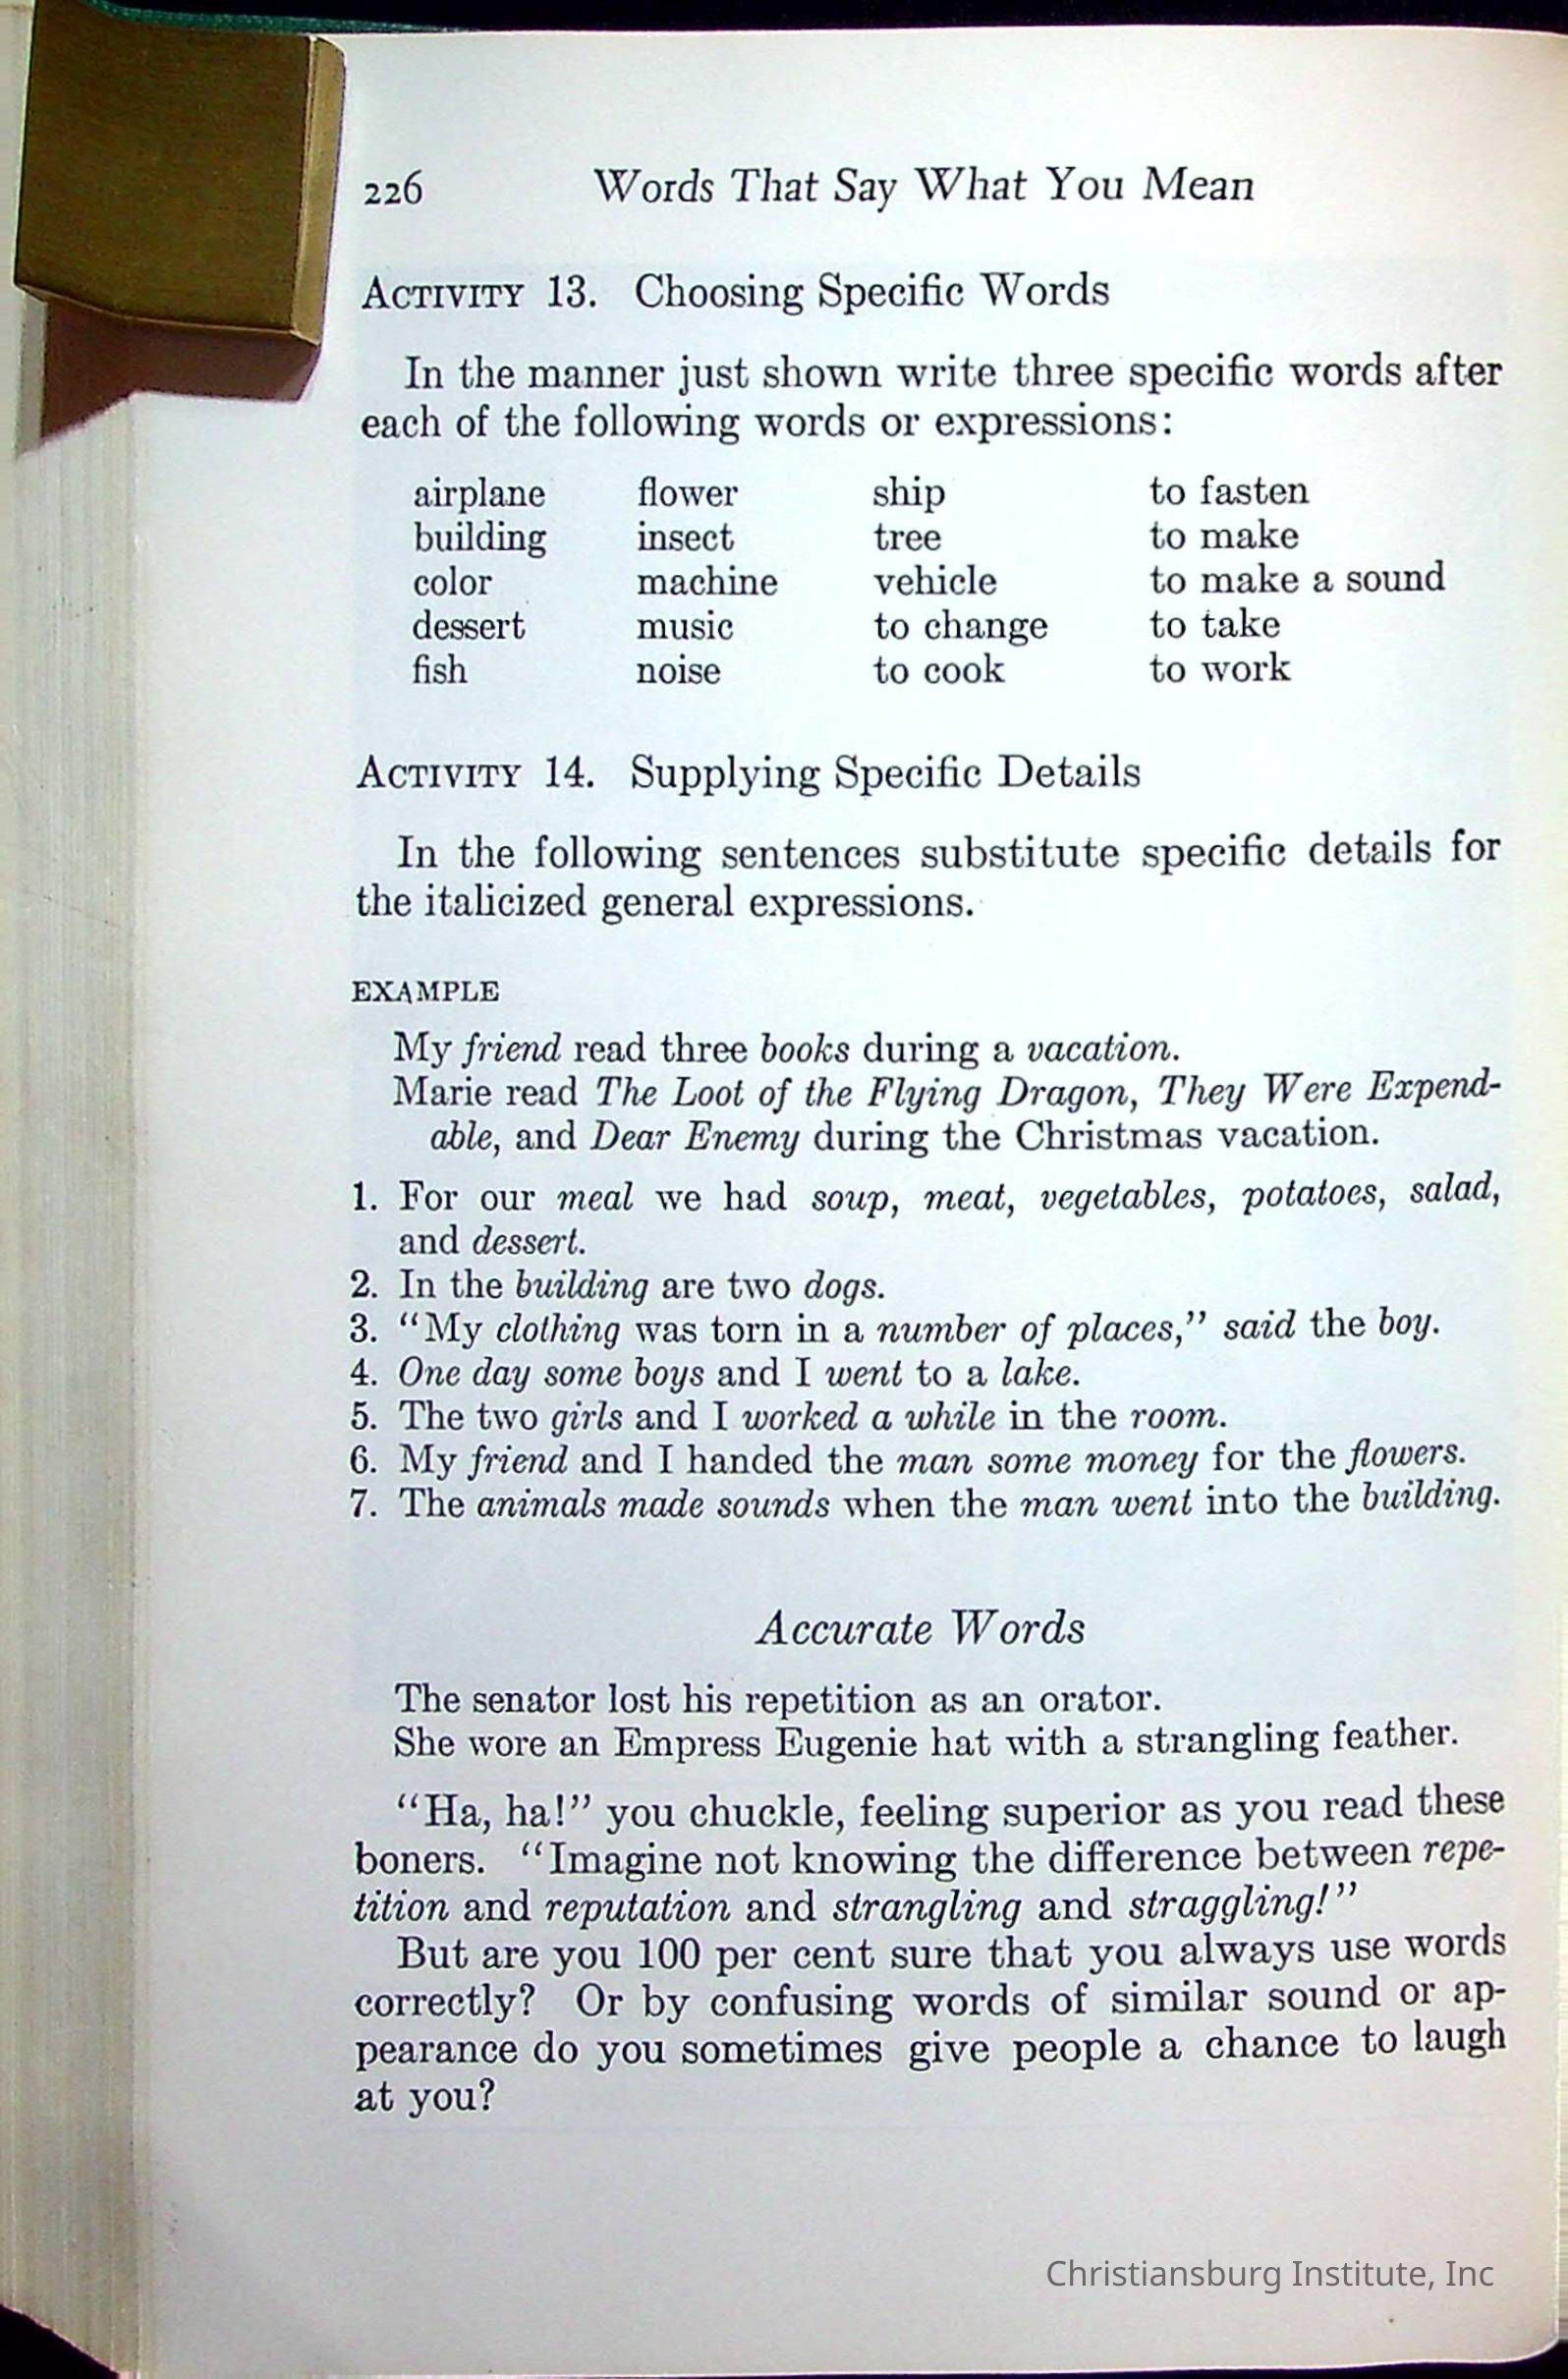 226 Words That Say What You Mean
ACTIVITY 13. Choosing Specific Words
In the manner just shown write three specific words after
each of the following words or expressions:
airplane flower ship to fasten
building insect tree to make
color machine vehicle to make a sound
dessert music to change to take
fish noise to cook to work
ACTIVITY 14. Supplying Specific Details
In the following sentences substitute specific details for
the italicized general expressions.
EXAMPLE
My friend read three books during a vacation.
Marie read The Loot of the Flying Dragon, They Were Expend-
able, and Dear Enemy during the Christmas vacation.
1. For our meal we had soup, meat, vegetables, potatoes, salad,
and dessert.
2. In the building are two dogs.
3. “My clothing was torn in a number of places,” said the boy.
4. One day some boys and I went to a lake.
5. The two girls and I worked a while in the room.
6. My friend and I handed the man some money for the flowers.
7. The animals made sounds when the man went into the building.
Accurate Words
The senator lost his repetition as an orator.
She wore an Empress Eugenie hat with a strangling feather.
“Ha, ha!” you chuckle, feeling superior as you read these
boners. “Imagine not knowing the difference between repe-
tition and reputation and strangling and straggling!”
But are you 100 per cent sure that you always use words
correctly? Or by confusing words of similar sound or ap-
pearance do you sometimes give people a chance to laugh
at you?
Christiansburg Institute, Inc